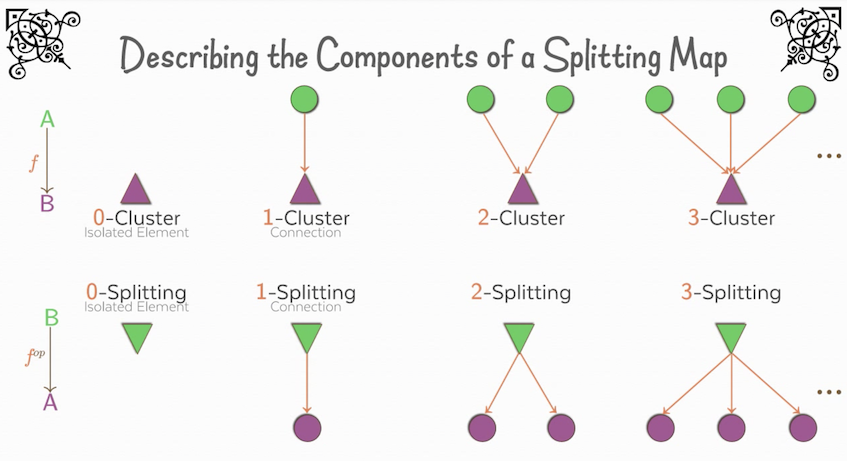 Describing the Components of a Splitting Map
A
f
B
0-Cluster
Isolated Element
1-Cluster
Connection
2-Cluster
3-Cluster
...
0-Splitting
Isolated Element
1-Splitting
Connection
2-Splitting
3-Splitting
B
fᵒᵖ
A
...